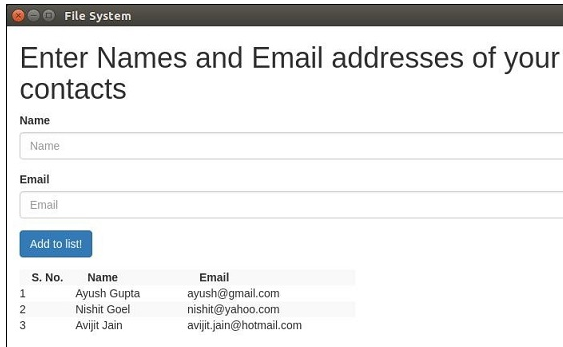 File System
Enter Names and Email addresses of your
contacts
Name
Name
Email
Email
Add to list!
S. No. Name Email
1 Ayush Gupta ayush@gmail.com
2 Nishit Goel nishit@yahoo.com
3 Avijit Jain avijit.jain@hotmail.com